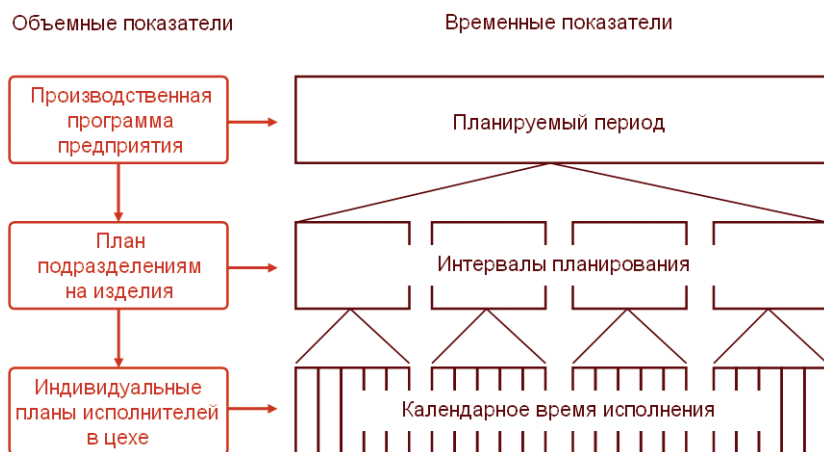 Объемные показатели
Временные показатели
Производственная
программа
предприятия
Планируемый период
План
подразделениям
на изделия
Интервалы планирования
Индивидуальные
планы исполнителей
в цехе
Календарное время исполнения